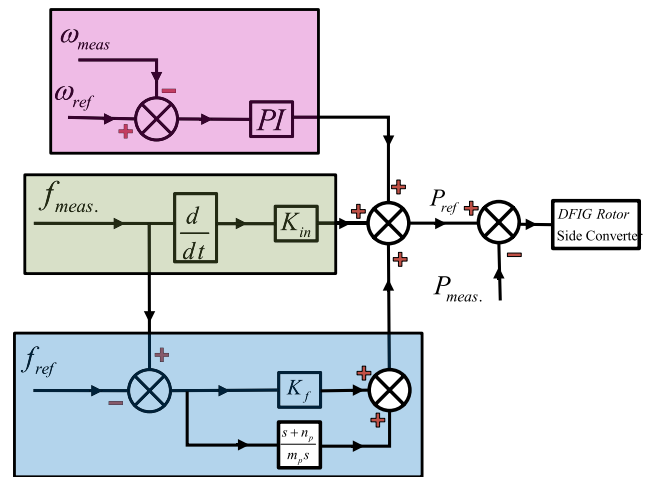 ω_meas
ω_ref
PI
f_meas.
d
dt
K_in
P_ref
DFIG Rotor
Side Converter
P_meas.
f_ref
K_f
s + n_p
m_p s